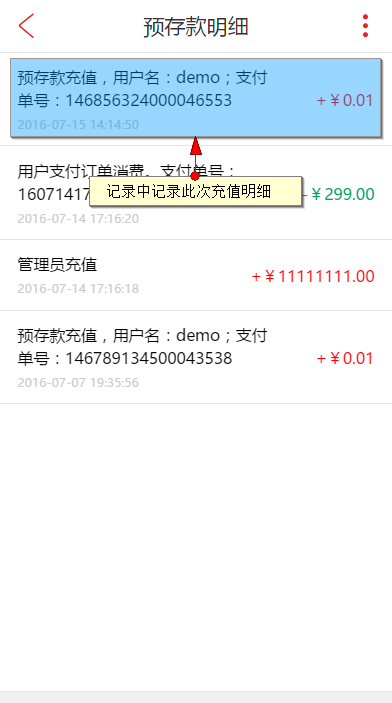 预存款明细
预存款充值，用户名：demo；支付
单号：146856324000046553
+￥0.01
2016-07-15 14:14:50
用户支付订单消费，支付单号：
16071417
-￥299.00
记录中记录此次充值明细
2016-07-14 17:16:20
管理员充值
+￥11111111.00
2016-07-14 17:16:18
预存款充值，用户名：demo；支付
单号：146789134500043538
+￥0.01
2016-07-07 19:35:56